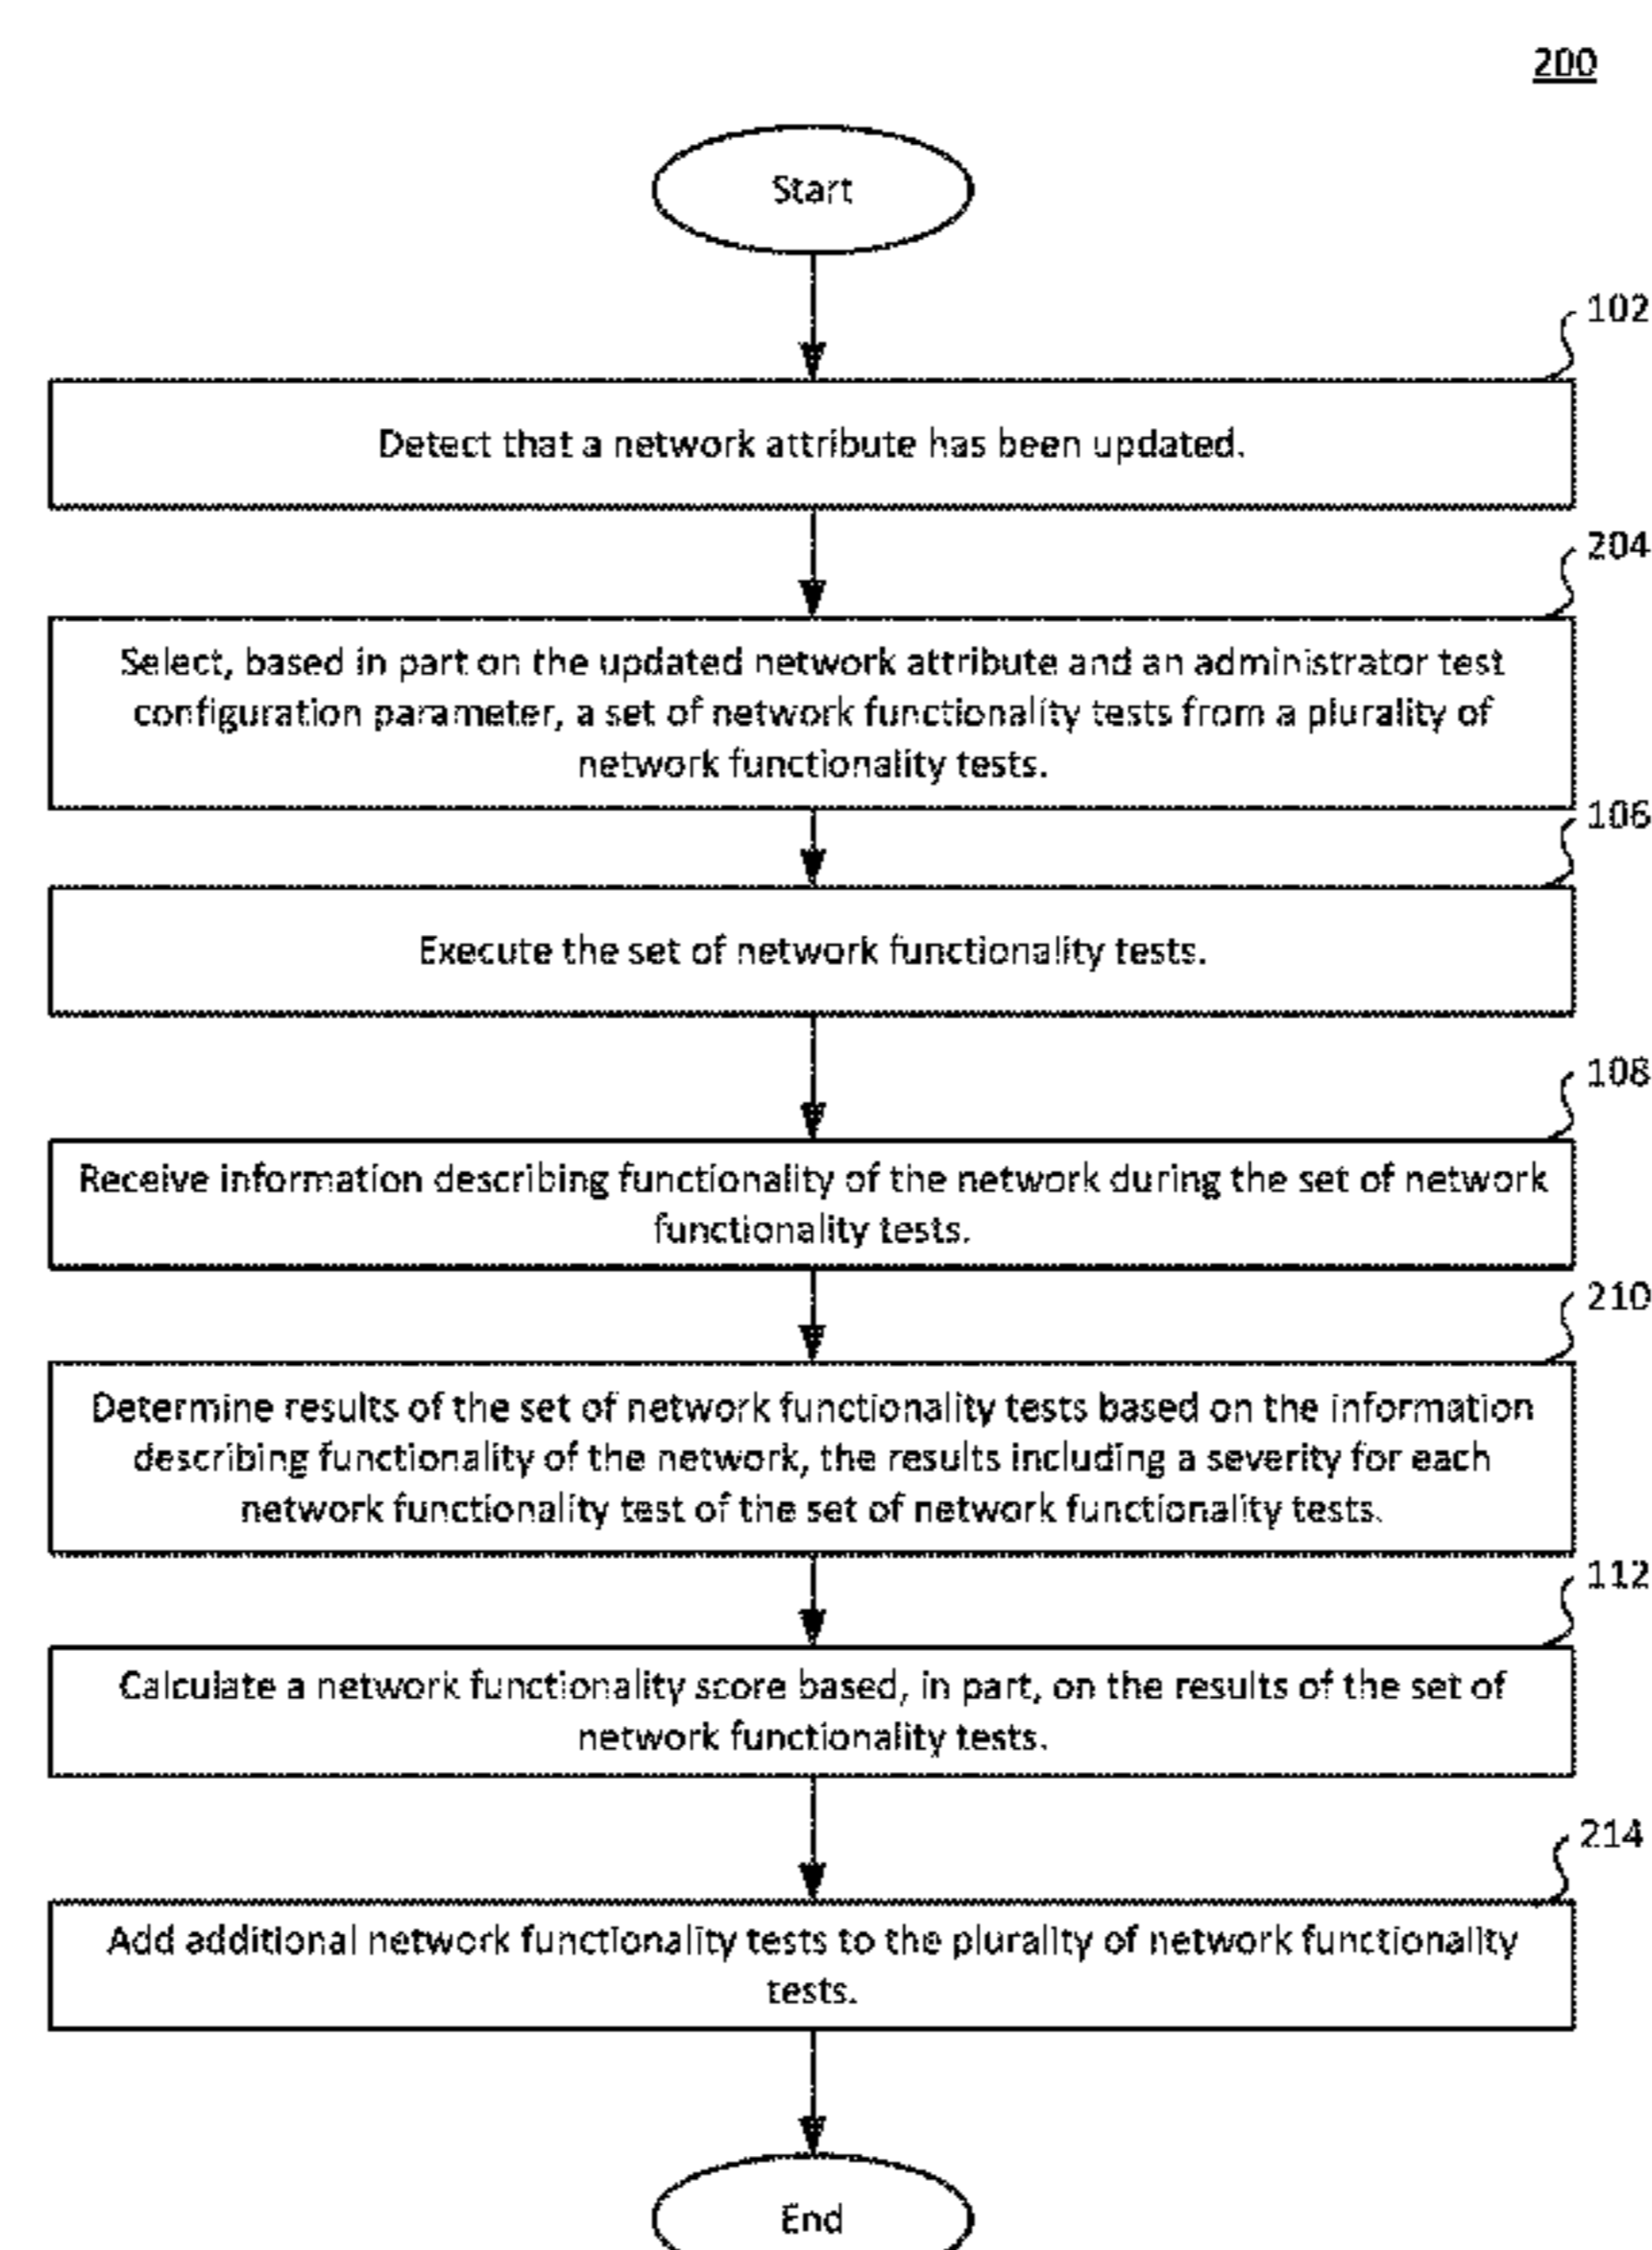 200
Start
102
Detect that a network attribute has been updated.
204
Select, based in part on the updated network attribute and an administrator test
configuration parameter, a set of network functionality tests from a plurality of
network functionality tests.
106
Execute the set of network functionality tests.
108
Receive information describing functionality of the network during the set of network
functionality tests.
210
Determine results of the set of network functionality tests based on the information
describing functionality of the network, the results including a severity for each
network functionality test of the set of network functionality tests.
112
Calculate a network functionality score based, in part, on the results of the set of
network functionality tests.
214
Add additional network functionality tests to the plurality of network functionality
tests.
End